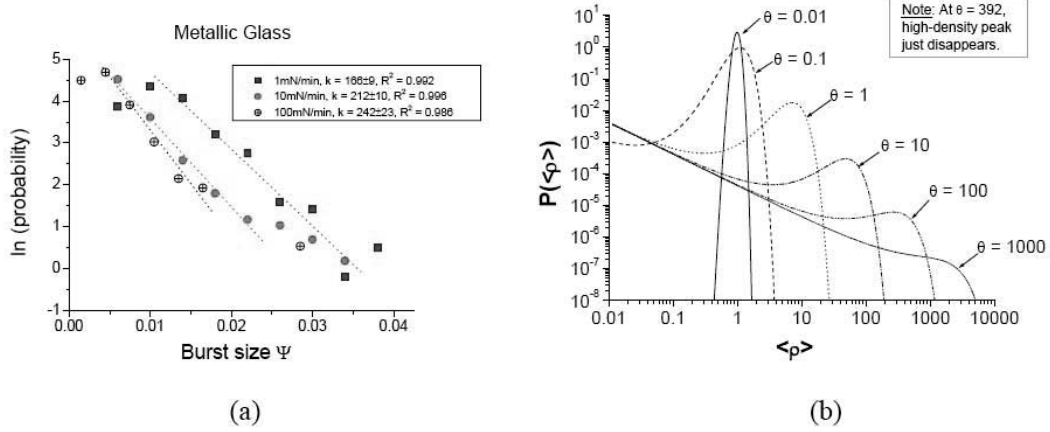 Metallic Glass
1mN/min, k = 166±9, R² = 0.992
10mN/min, k = 212±10, R² = 0.996
100mN/min, k = 242±23, R² = 0.986
5
4
3
2
1
0
-1
ln (probability)
0.00 0.01 0.02 0.03 0.04
Burst size Ψ
(a)
Note: At θ = 392,
high-density peak
just disappears.
θ = 0.01
θ = 0.1
θ = 1
θ = 10
θ = 100
θ = 1000
10¹
10⁰
10⁻¹
10⁻²
10⁻³
10⁻⁴
10⁻⁵
10⁻⁶
10⁻⁷
10⁻⁸
P(<ρ>)
0.01 0.1 1 10 100 1000 10000
<ρ>
(b)